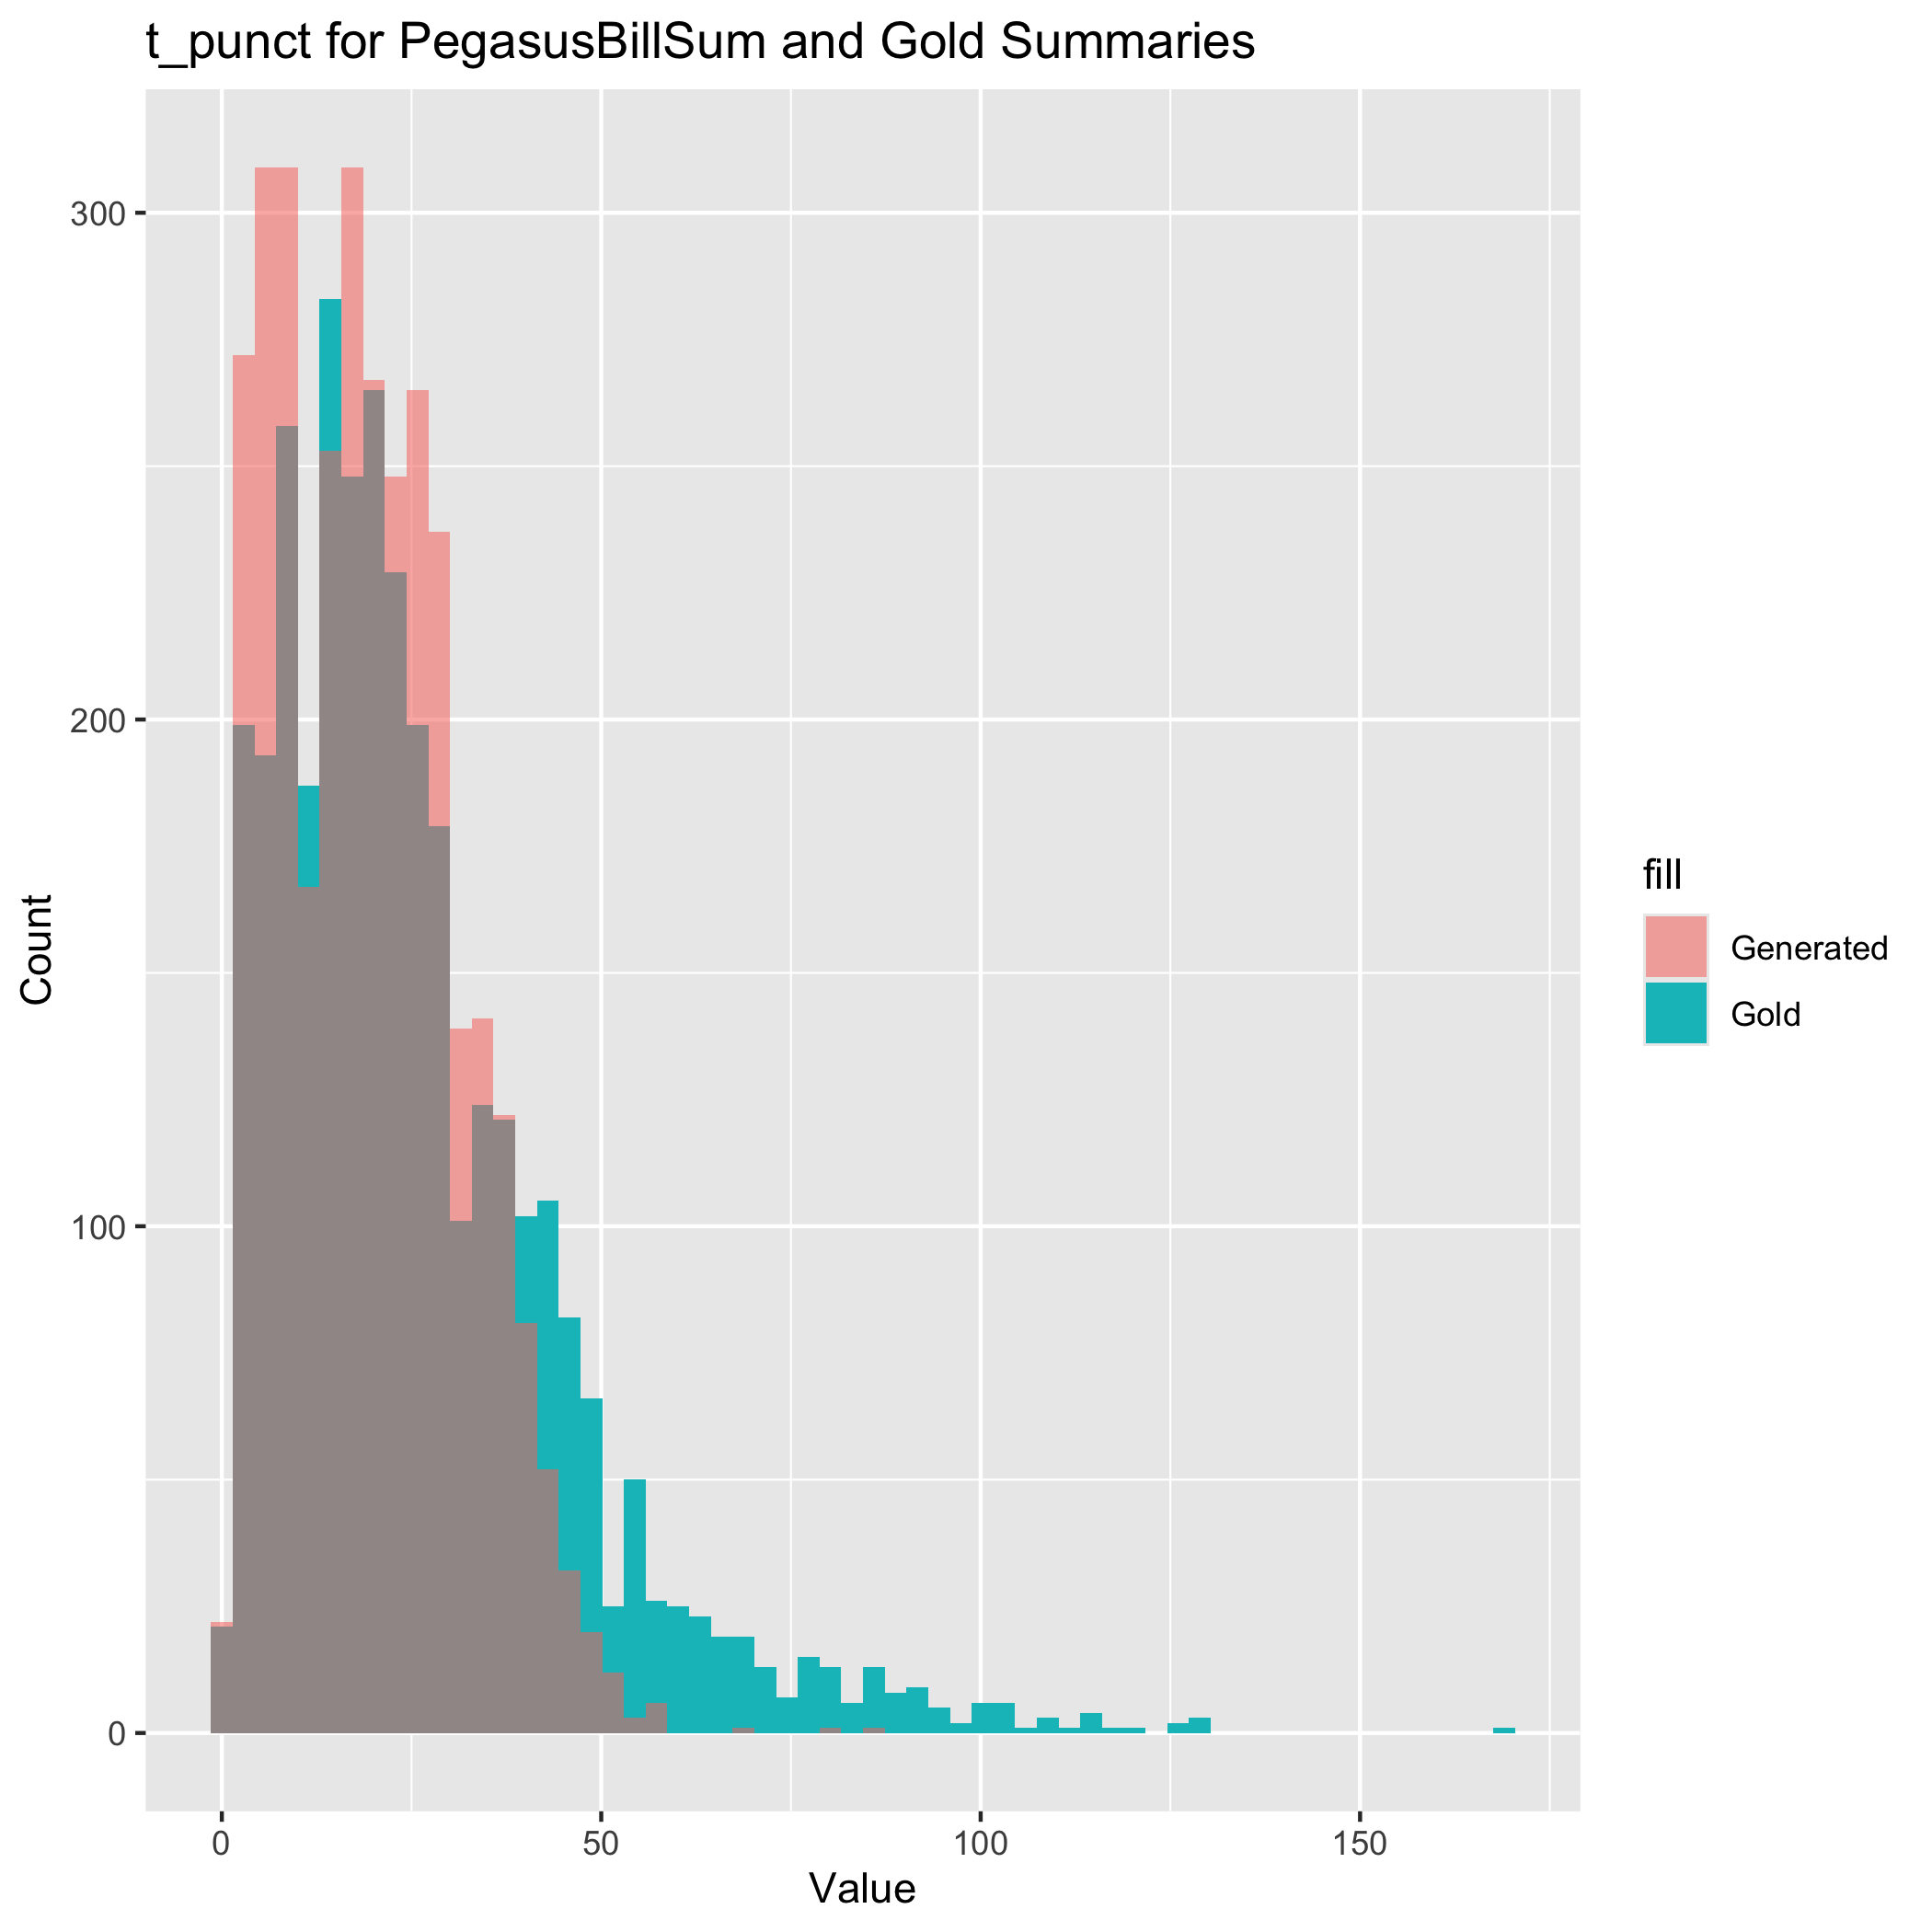 t_punct for PegasusBillSum and Gold Summaries
300
200
100
0
Count
0 50 100 150
Value
fill
Generated
Gold